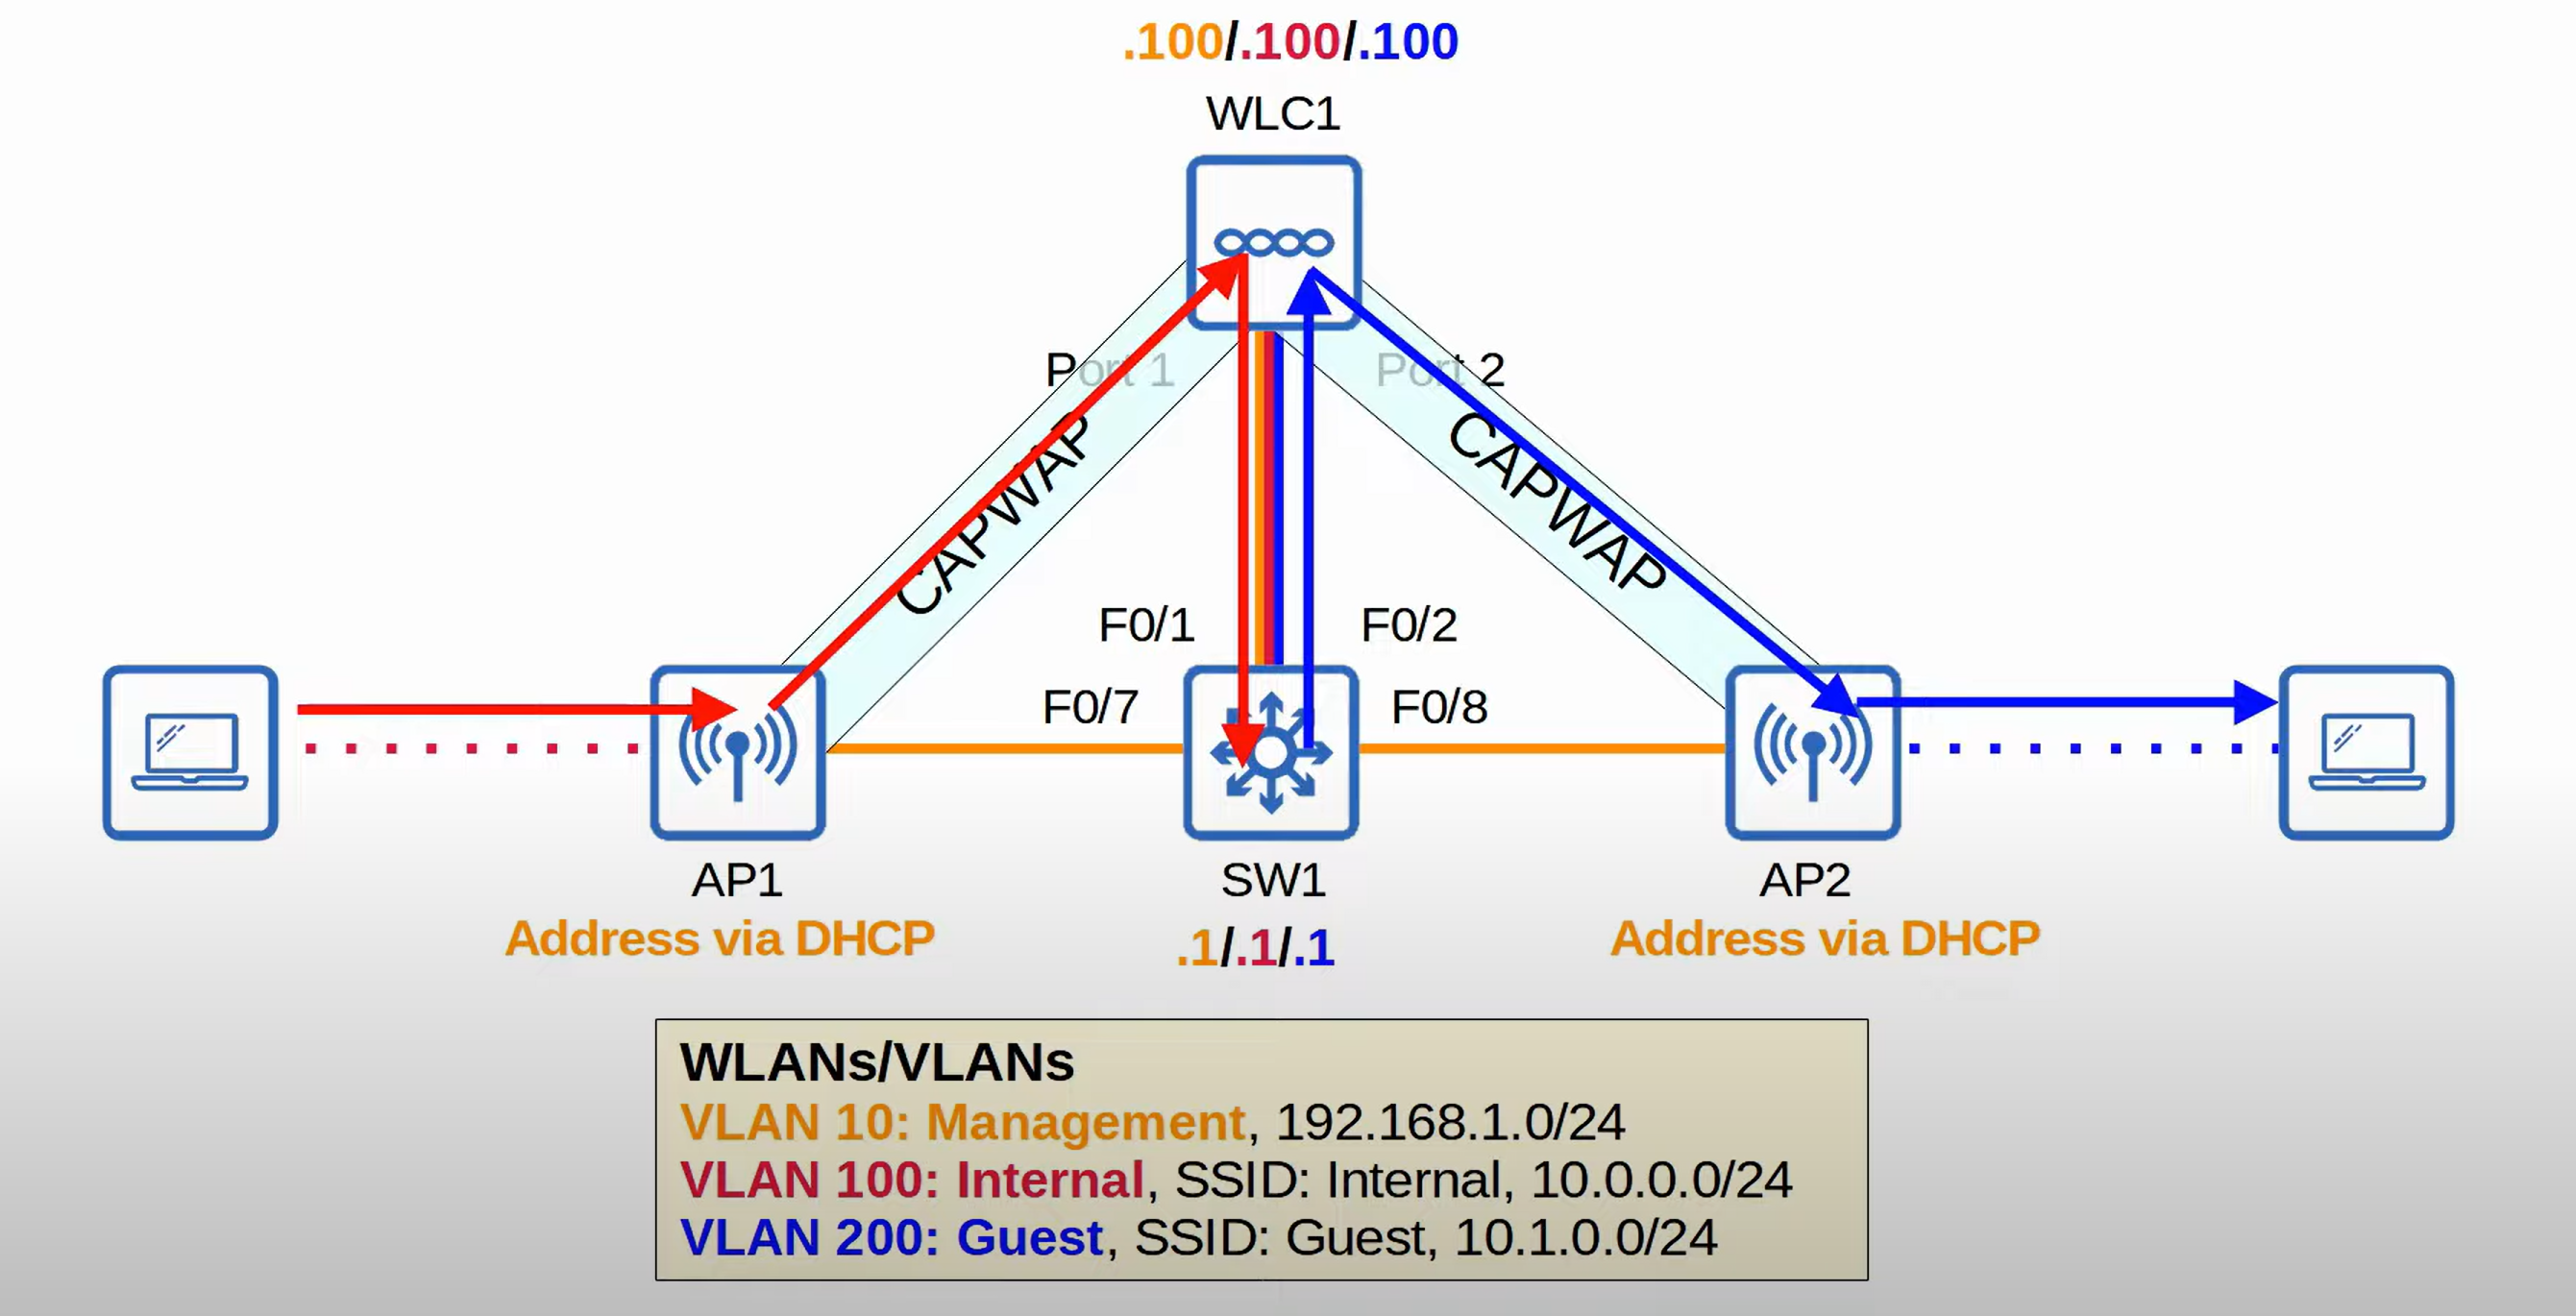 .100/.100/.100
WLC1
Port 1
Port 2
CAPWAP
CAPWAP
F0/1
F0/2
F0/7
F0/8
AP1
SW1
AP2
Address via DHCP
.1/.1/.1
Address via DHCP
WLANs/VLANs
VLAN 10: Management, 192.168.1.0/24
VLAN 100: Internal, SSID: Internal, 10.0.0.0/24
VLAN 200: Guest, SSID: Guest, 10.1.0.0/24